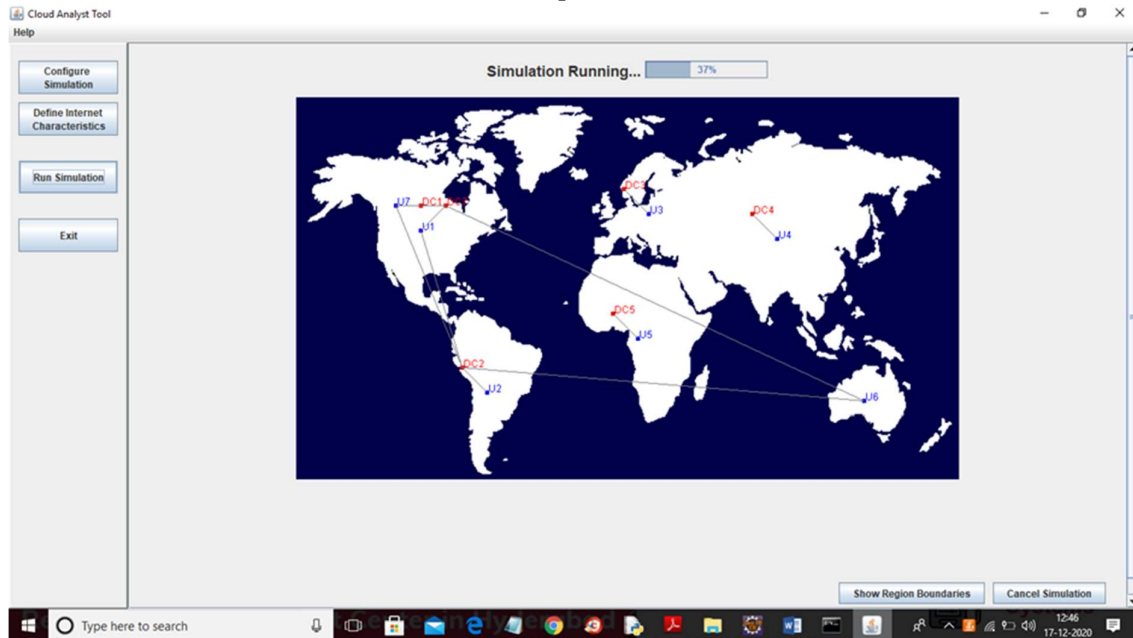 Cloud Analyst Tool
Help
Configure
Simulation
Define Internet
Characteristics
Run Simulation
Exit
Simulation Running...
37%
U7
DC1
U1
DC3
U3
DC4
U4
DC5
U5
DC2
U2
U6
Show Region Boundaries
Cancel Simulation
Type here to search
12:46
17-12-2020